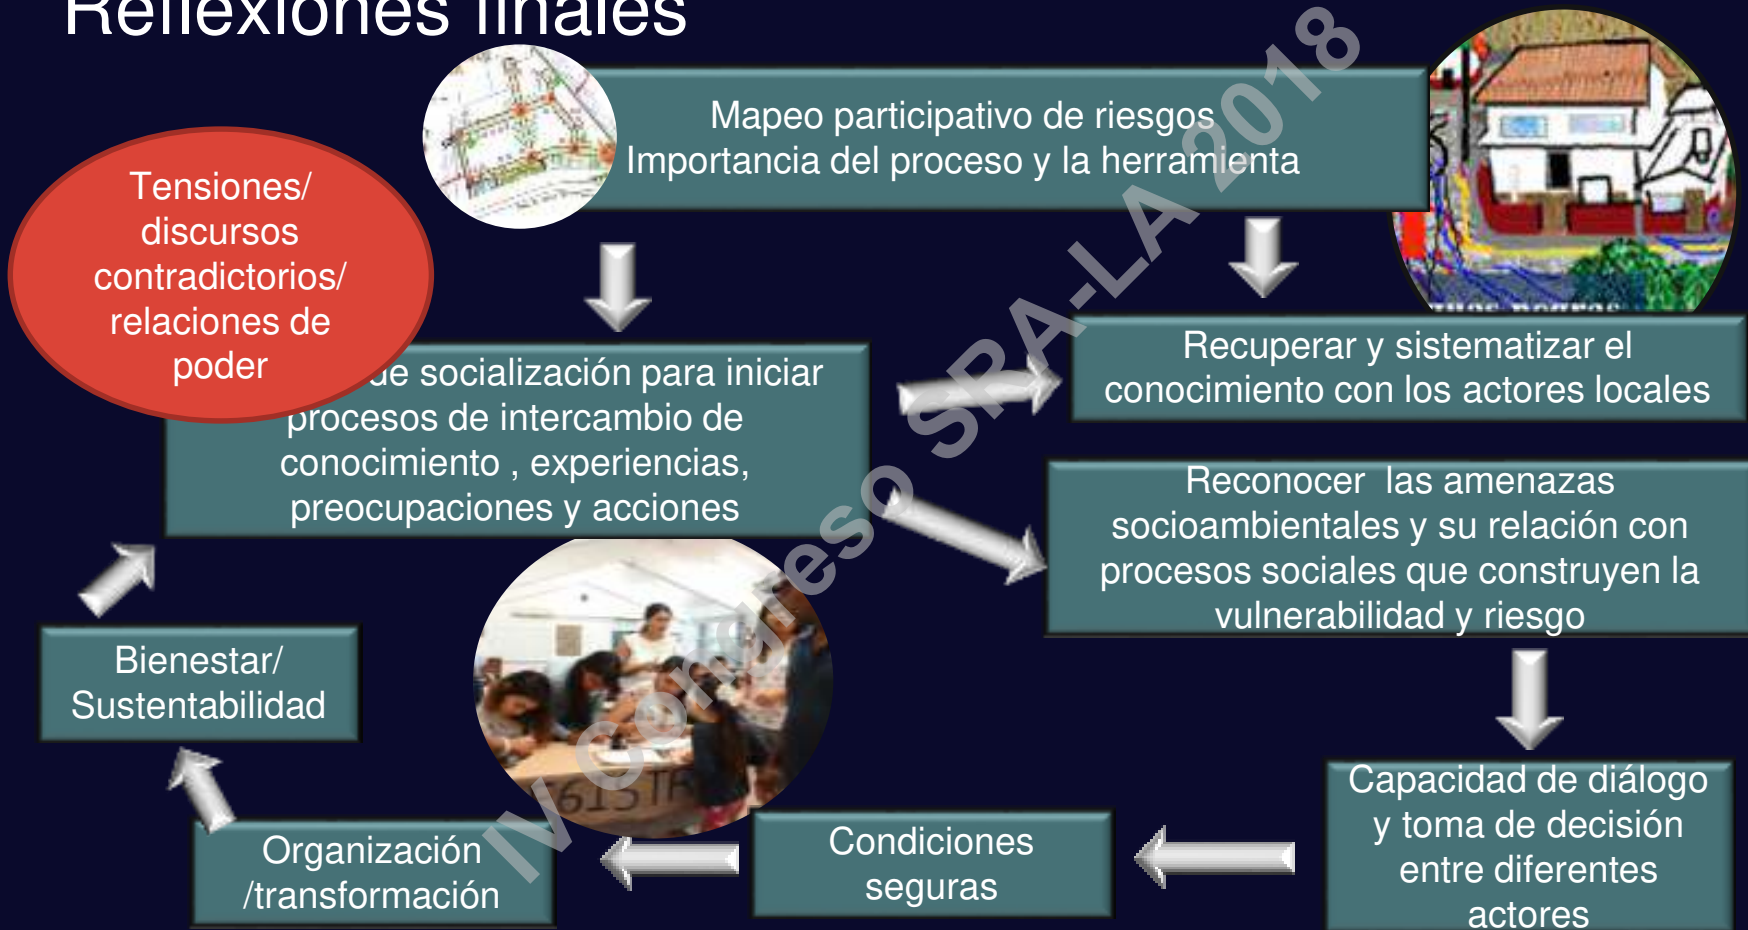 Reflexiones finales
Mapeo participativo de riesgos
Importancia del proceso y la herramienta
Tensiones/
discursos
contradictorios/
relaciones de
poder
de socialización para iniciar
procesos de intercambio de
conocimiento , experiencias,
preocupaciones y acciones
Recuperar y sistematizar el
conocimiento con los actores locales
Reconocer las amenazas
socioambientales y su relación con
procesos sociales que construyen la
vulnerabilidad y riesgo
Capacidad de diálogo
y toma de decisión
entre diferentes
actores
Condiciones
seguras
Organización
/transformación
Bienestar/
Sustentabilidad
IV Congreso SRA-LA 2018